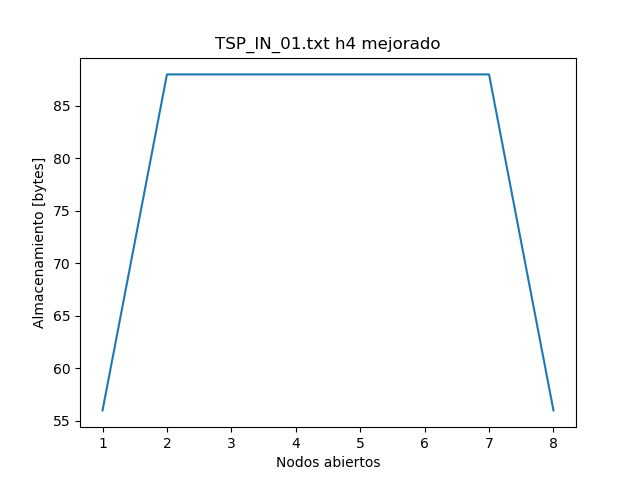 TSP_IN_01.txt h4 mejorado
Almacenamiento [bytes]
85
80
75
70
65
60
55
1 2 3 4 5 6 7 8
Nodos abiertos